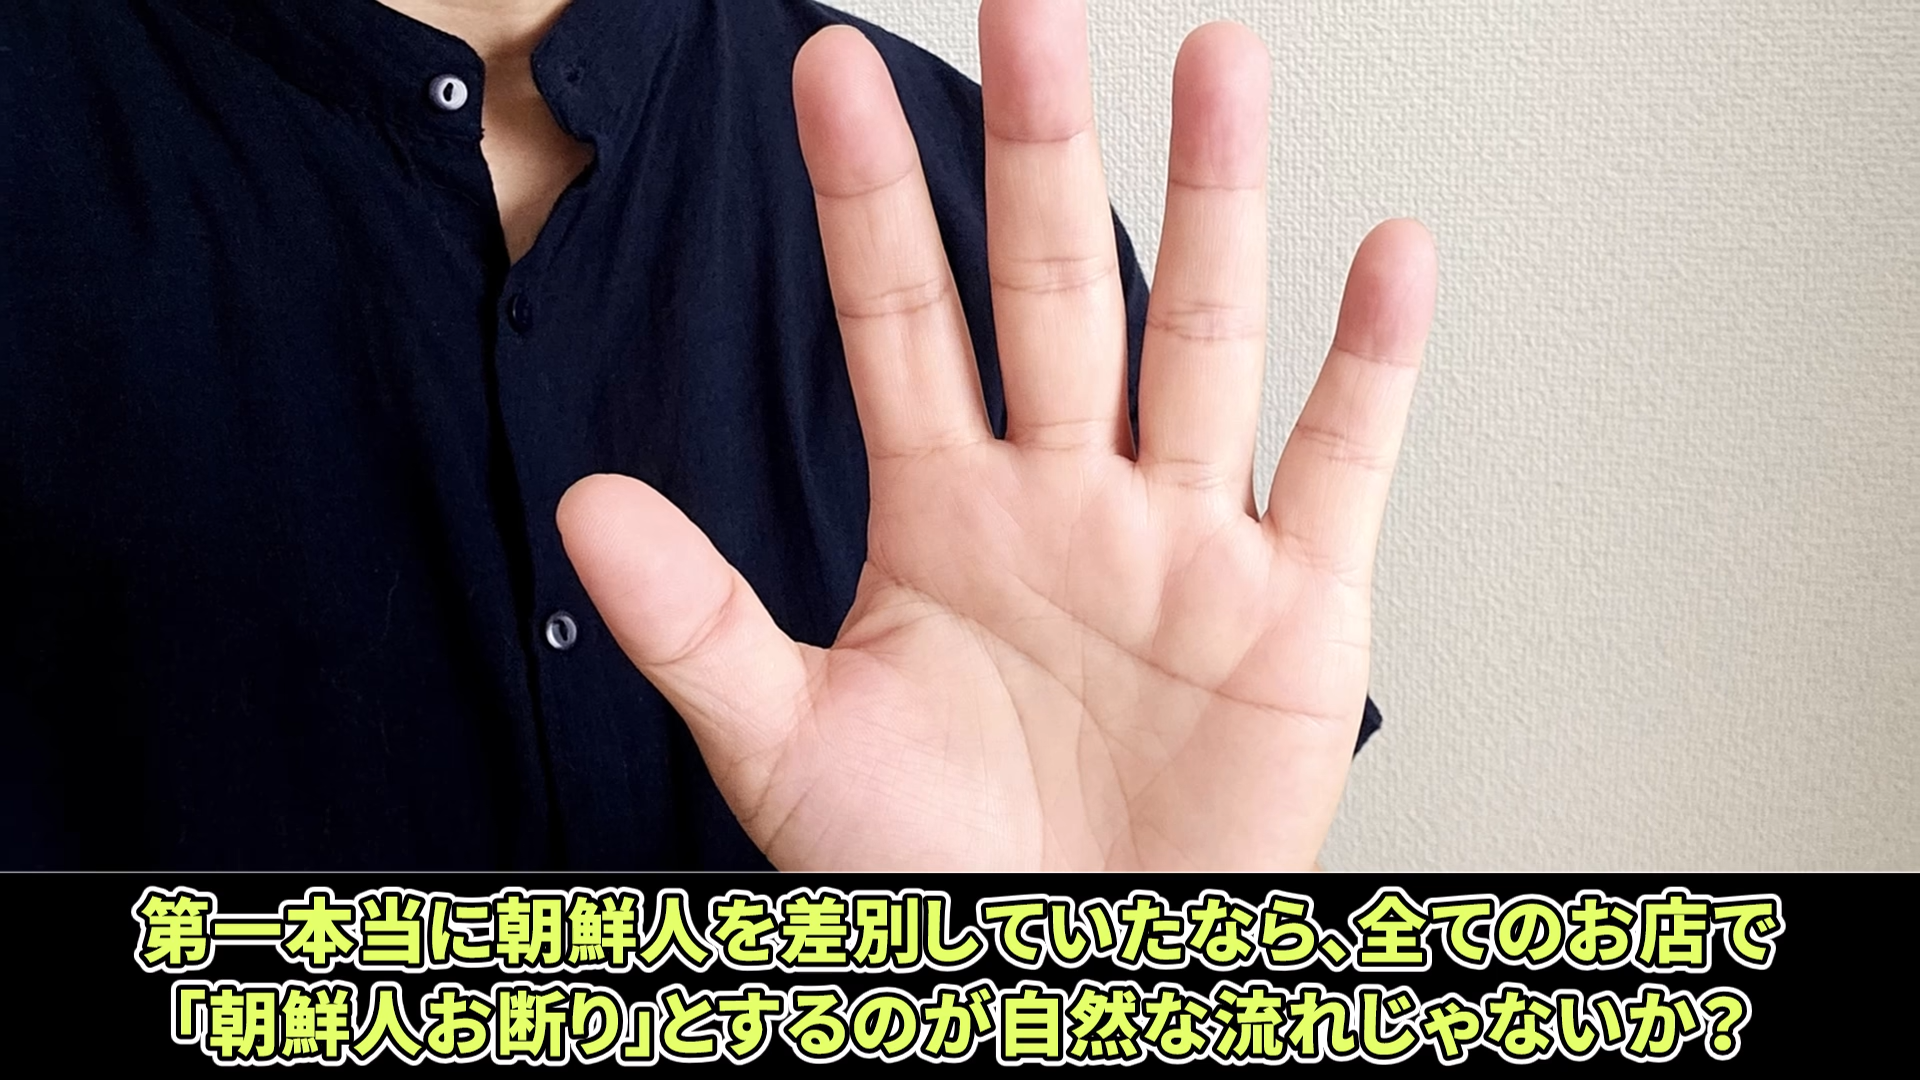 第一本当に朝鮮人を差別していたなら、全てのお店で
「朝鮮人お断り」とするのが自然な流れじゃないか？